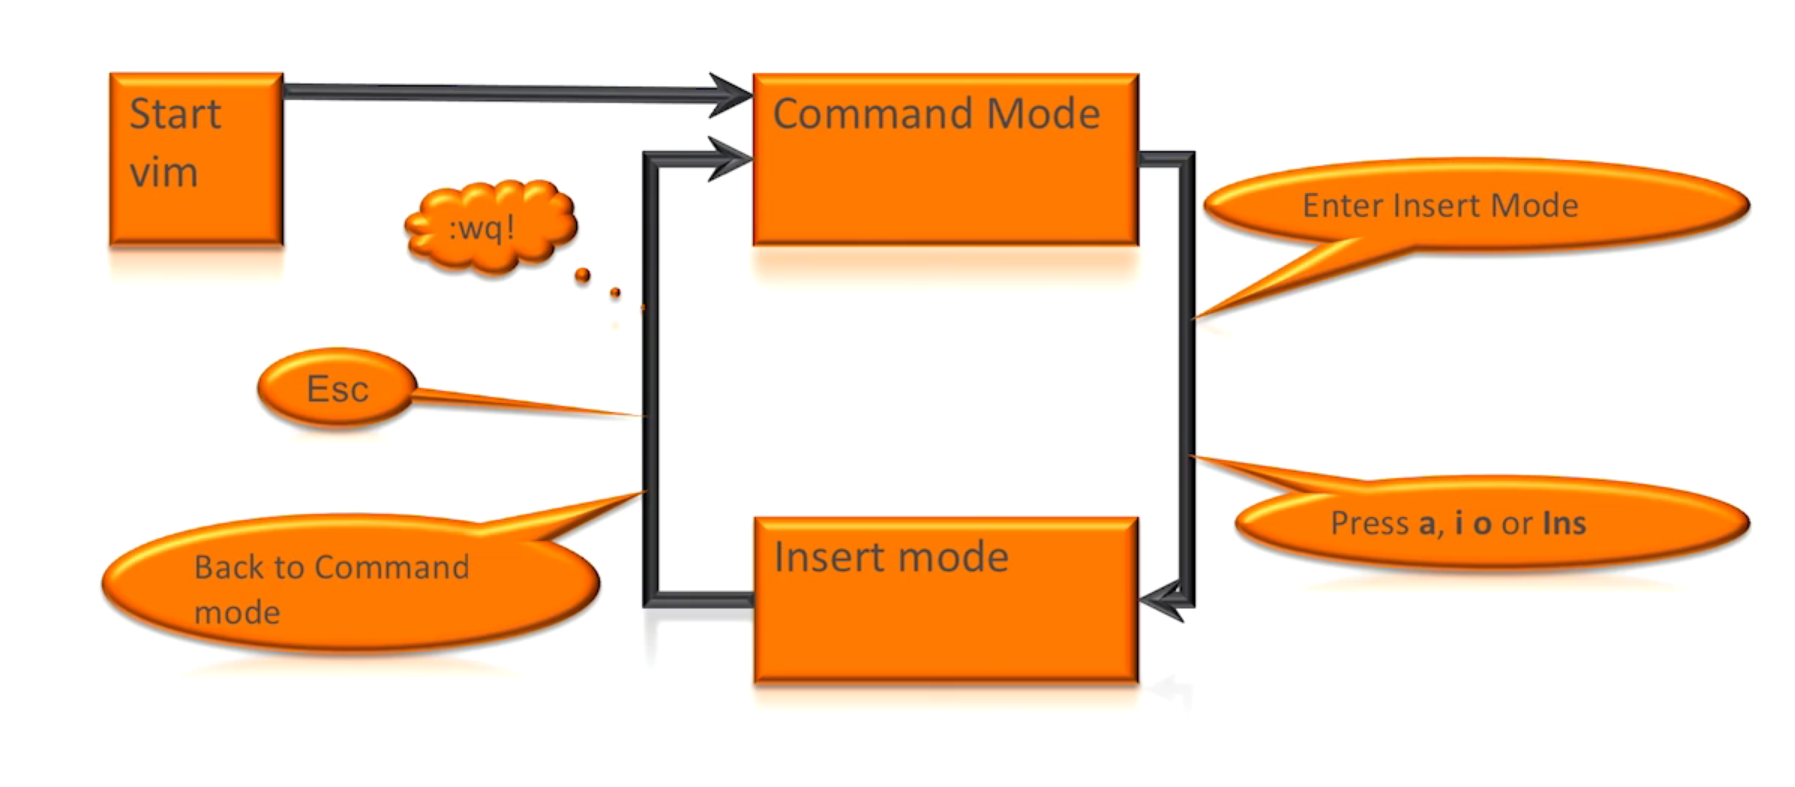 Start
vim
Command Mode
:wq!
Enter Insert Mode
Esc
Press a, i o or Ins
Back to Command
mode
Insert mode